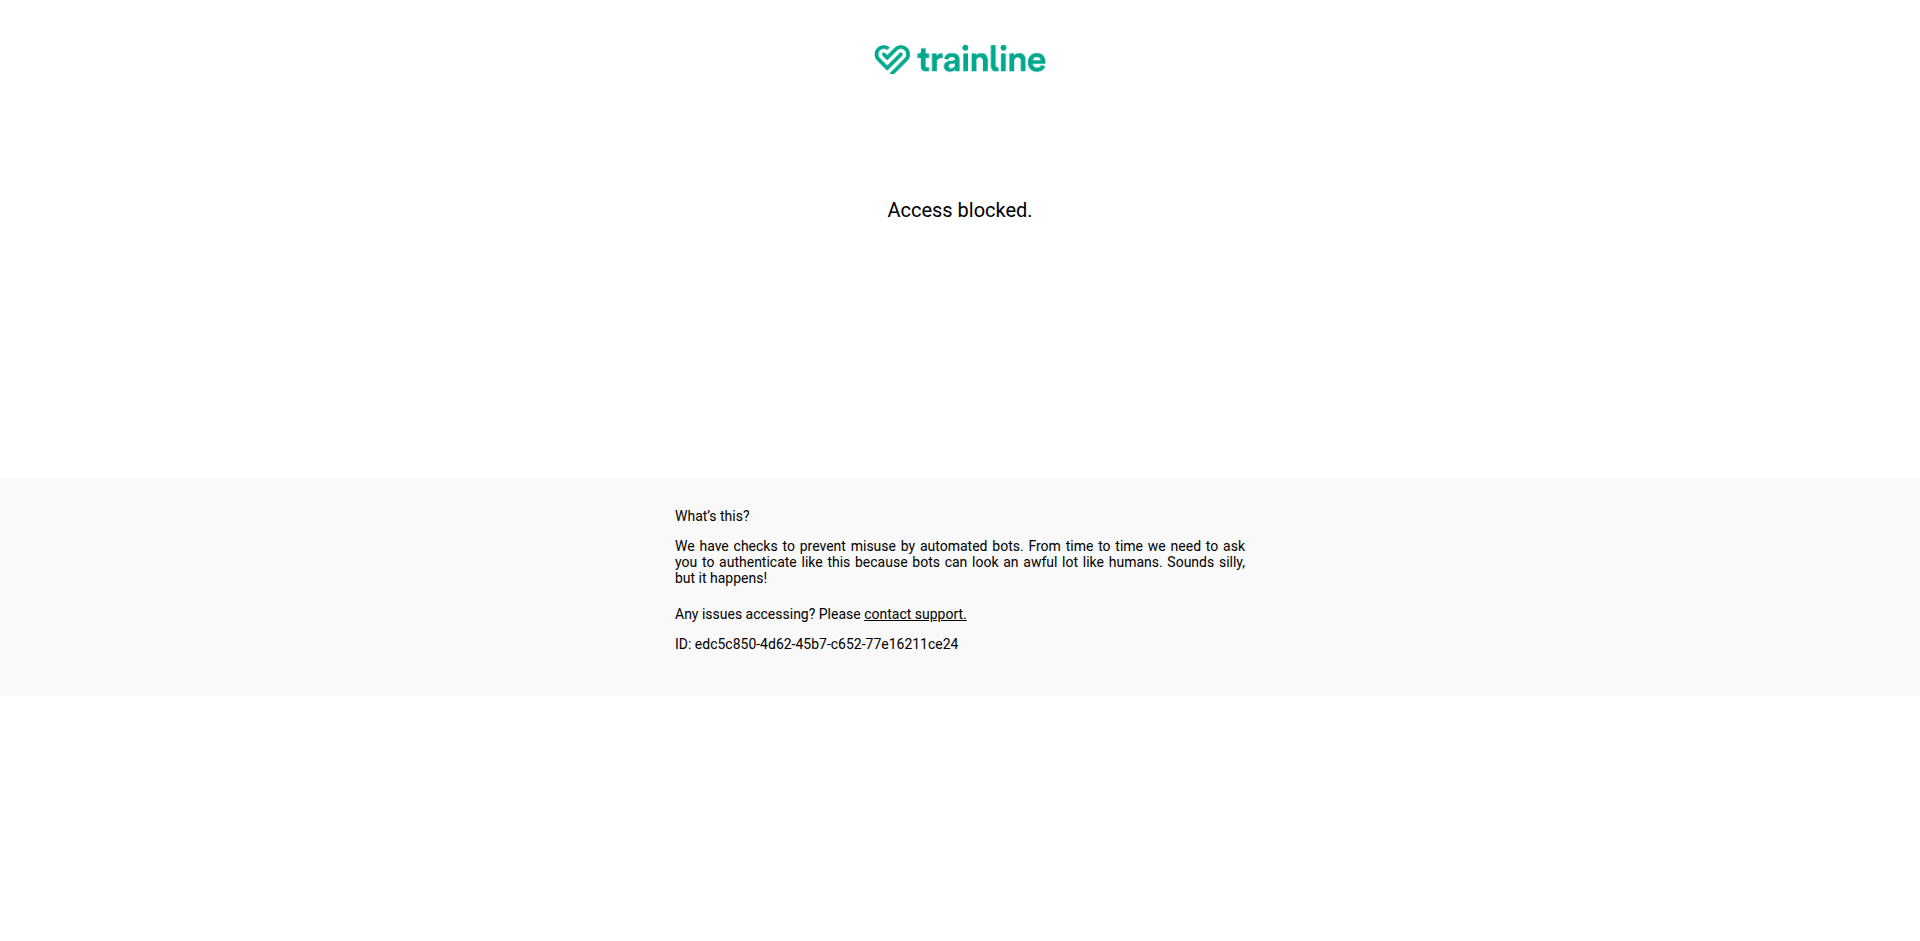 trainline
Access blocked.
What's this?
We have checks to prevent misuse by automated bots. From time to time we need to ask
you to authenticate like this because bots can look an awful lot like humans. Sounds silly,
but it happens!
Any issues accessing? Please contact support.
ID: edc5c850-4d62-45b7-c652-77e16211ce24